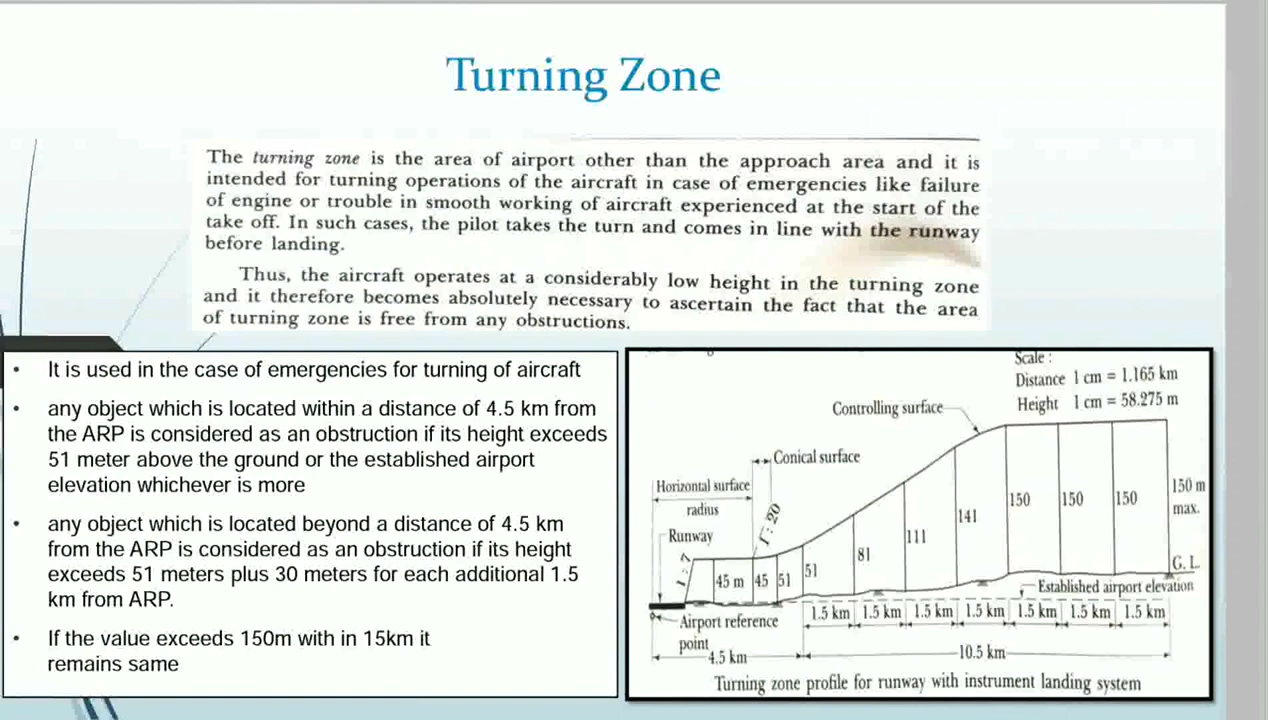 Turning Zone
The turning zone is the area of airport other than the approach area and it is
intended for turning operations of the aircraft in case of emergencies like failure
of engine or trouble in smooth working of aircraft experienced at the start of the
take off. In such cases, the pilot takes the turn and comes in line with the runway
before landing.
Thus, the aircraft operates at a considerably low height in the turning zone
and it therefore becomes absolutely necessary to ascertain the fact that the area
of turning zone is free from any obstructions.
• It is used in the case of emergencies for turning of aircraft
• any object which is located within a distance of 4.5 km from
the ARP is considered as an obstruction if its height exceeds
51 meter above the ground or the established airport
elevation whichever is more
• any object which is located beyond a distance of 4.5 km
from the ARP is considered as an obstruction if its height
exceeds 51 meters plus 30 meters for each additional 1.5
km from ARP.
• If the value exceeds 150m with in 15km it
remains same
Scale :
Distance 1 cm = 1.165 km
Height 1 cm = 58.275 m
Controlling surface
Conical surface
Horizontal surface
radius
Runway
1 : 7
1 : 20
45 m
45
51
51
81
111
141
150
150
150
150 m
max.
G. L.
Established airport elevation
Airport reference
point
1.5 km
1.5 km
1.5 km
1.5 km
1.5 km
1.5 km
1.5 km
4.5 km
10.5 km
Turning zone profile for runway with instrument landing system